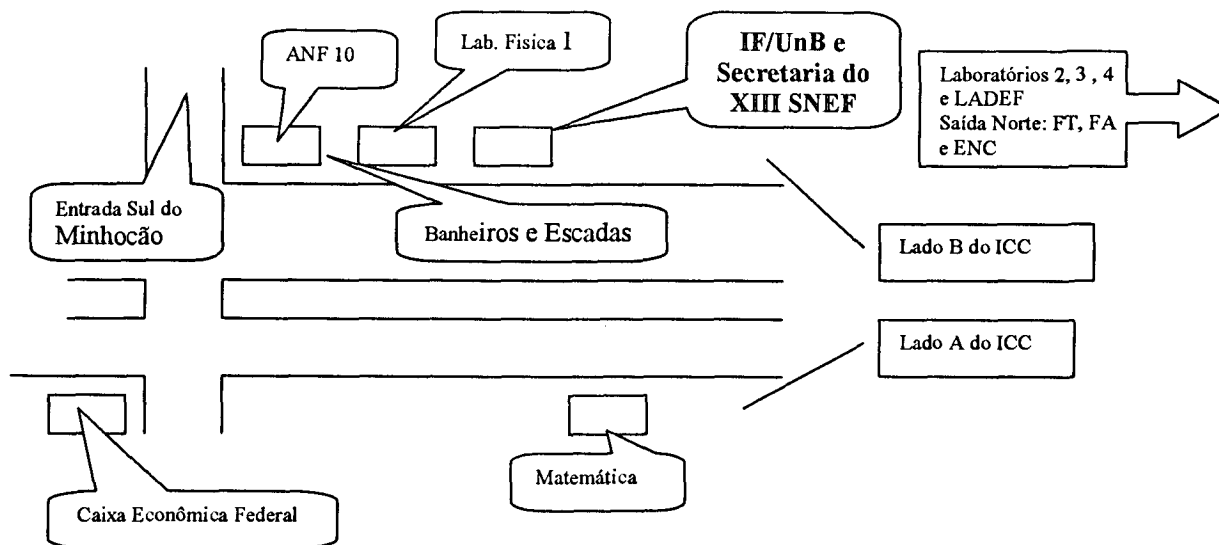 ANF 10
Lab. Fisica 1
IF/UnB e
Secretaria do
XIII SNEF
Laboratórios 2, 3 , 4
e LADEF
Saída Norte: FT, FA
e ENC
Entrada Sul do
Minhocão
Banheiros e Escadas
Lado B do ICC
Lado A do ICC
Matemática
Caixa Econômica Federal